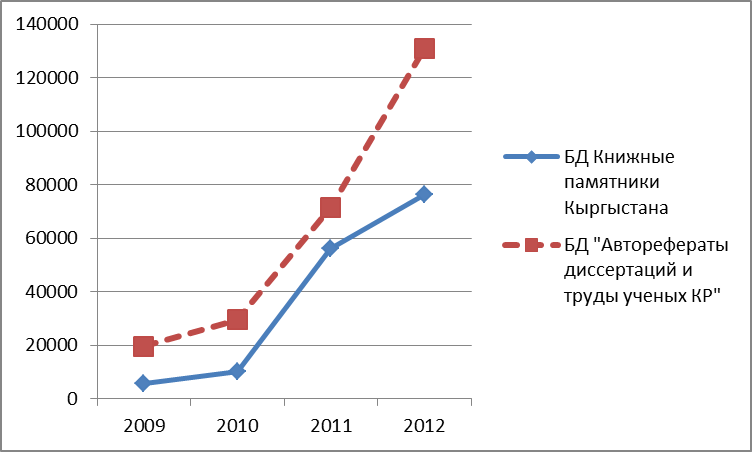 140000
120000
100000
80000
60000
40000
20000
0
2009 2010 2011 2012
БД Книжные
памятники
Кыргыстана
БД "Авторефераты
диссертаций и
труды ученых КР"